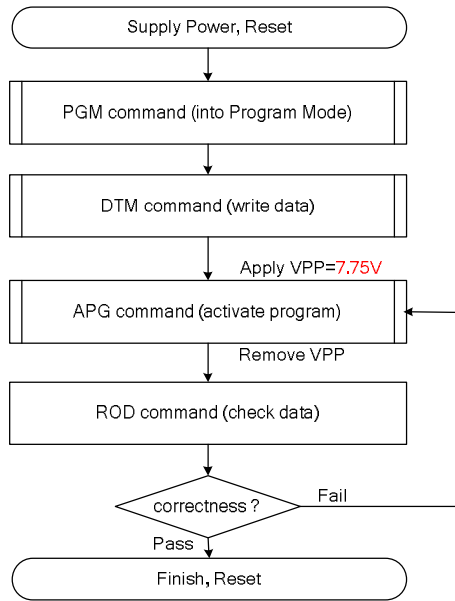 Supply Power, Reset
PGM command (into Program Mode)
DTM command (write data)
Apply VPP=7.75V
APG command (activate program)
Remove VPP
ROD command (check data)
correctness ?
Fail
Pass
Finish, Reset